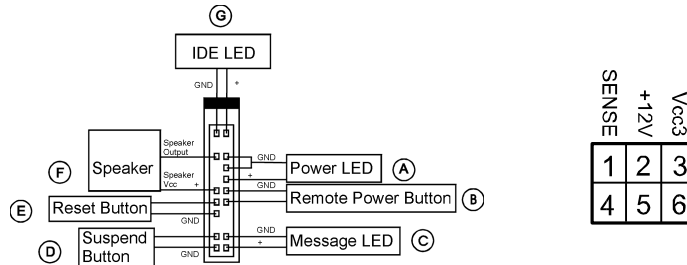 G
IDE LED
GND +
Speaker
Output
Speaker
Vcc +
Speaker
F
GND
+
Power LED
A
GND
Remote Power Button
B
E
Reset Button
GND
D
Suspend
Button
GND
GND
+
Message LED
C
SENSE
+12V
Vcc3
1 2 3
4 5 6